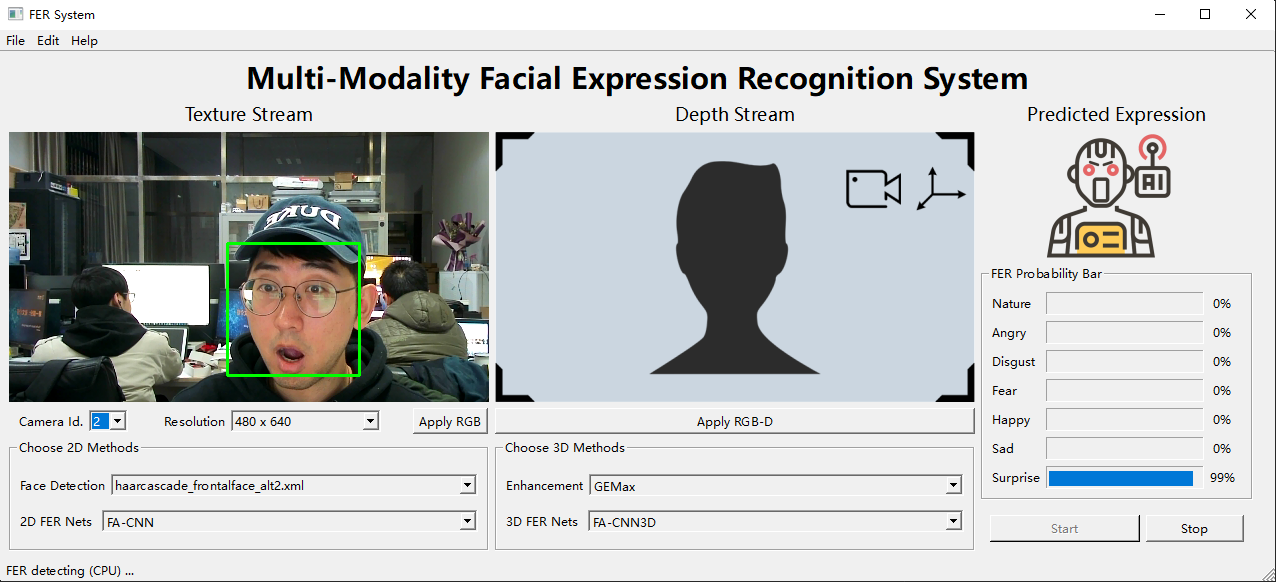 FER System
File Edit Help
Multi-Modality Facial Expression Recognition System
Texture Stream
Depth Stream
Predicted Expression
DUKE
AI
FER Probability Bar
Nature 0%
Angry 0%
Disgust 0%
Fear 0%
Happy 0%
Sad 0%
Surprise 99%
Camera Id. 2 Resolution 480 x 640 Apply RGB
Apply RGB-D
Choose 2D Methods
Face Detection haarcascade_frontalface_alt2.xml
2D FER Nets FA-CNN
Choose 3D Methods
Enhancement GEMax
3D FER Nets FA-CNN3D
Start Stop
FER detecting (CPU) ...